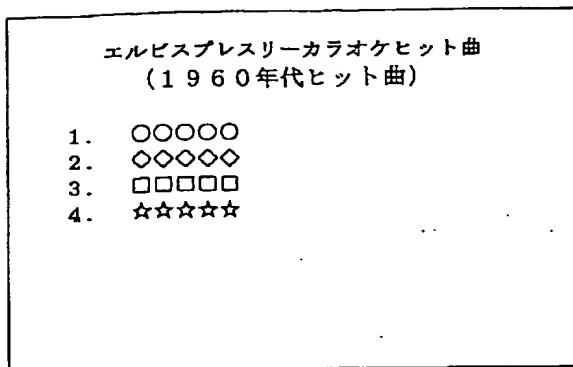 エルビスプレスリーカラオケヒット曲
(1960年代ヒット曲)
1. ○○○○○
2. ◇◇◇◇◇
3. □□□□□
4. ☆☆☆☆☆